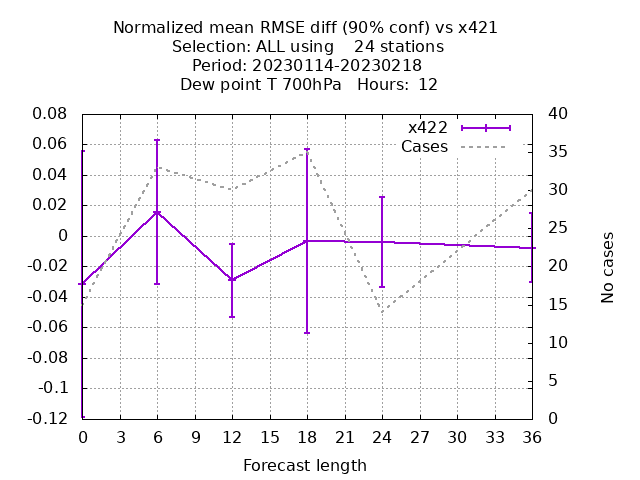 Normalized mean RMSE diff (90% conf) vs x421
Selection: ALL using    24 stations
Period: 20230114-20230218
Dew point T 700hPa   Hours:  12
x422
Cases
0.08
0.06
0.04
0.02
0
-0.02
-0.04
-0.06
-0.08
-0.1
-0.12
40
35
30
25
20
15
10
5
0
No cases
0 3 6 9 12 15 18 21 24 27 30 33 36
Forecast length